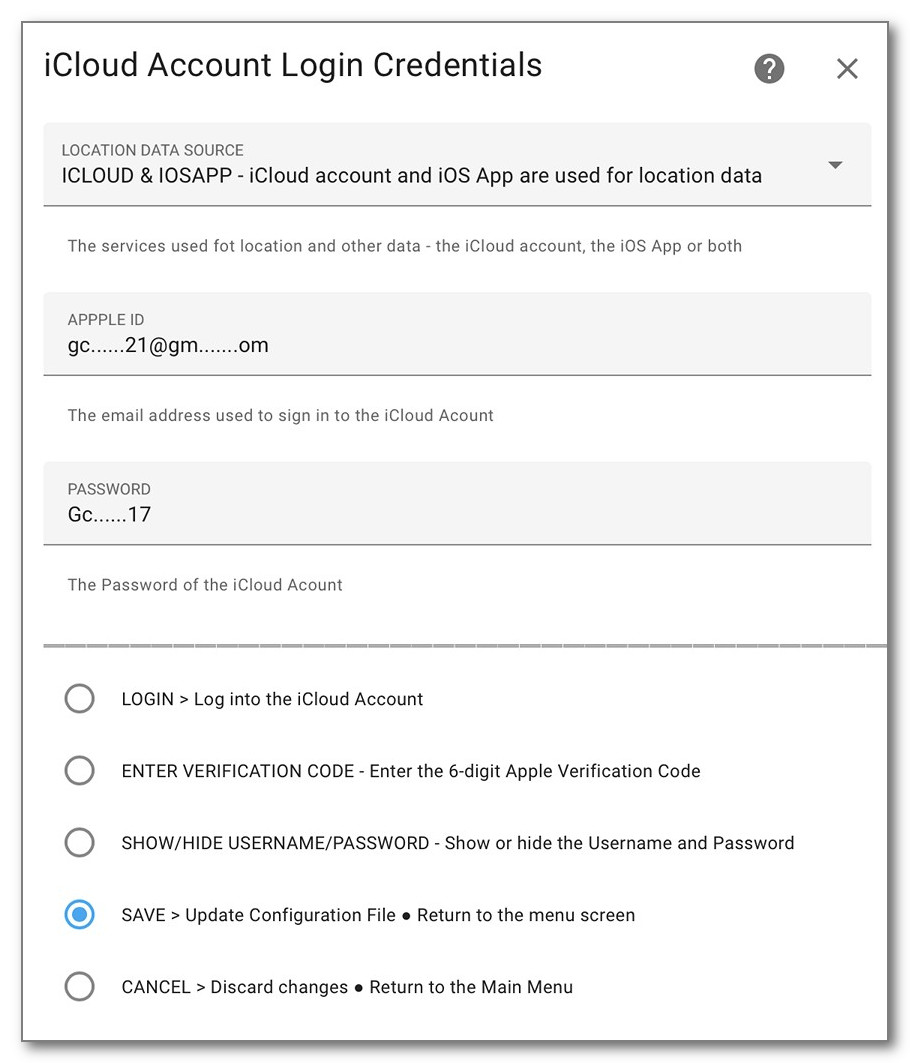 iCloud Account Login Credentials
?
LOCATION DATA SOURCE
ICLOUD & IOSAPP - iCloud account and iOS App are used for location data
The services used fot location and other data - the iCloud account, the iOS App or both
APPPLE ID
gc......21@gm.......om
The email address used to sign in to the iCloud Acount
PASSWORD
Gc......17
The Password of the iCloud Acount
LOGIN > Log into the iCloud Account
ENTER VERIFICATION CODE - Enter the 6-digit Apple Verification Code
SHOW/HIDE USERNAME/PASSWORD - Show or hide the Username and Password
SAVE > Update Configuration File ● Return to the menu screen
CANCEL > Discard changes ● Return to the Main Menu